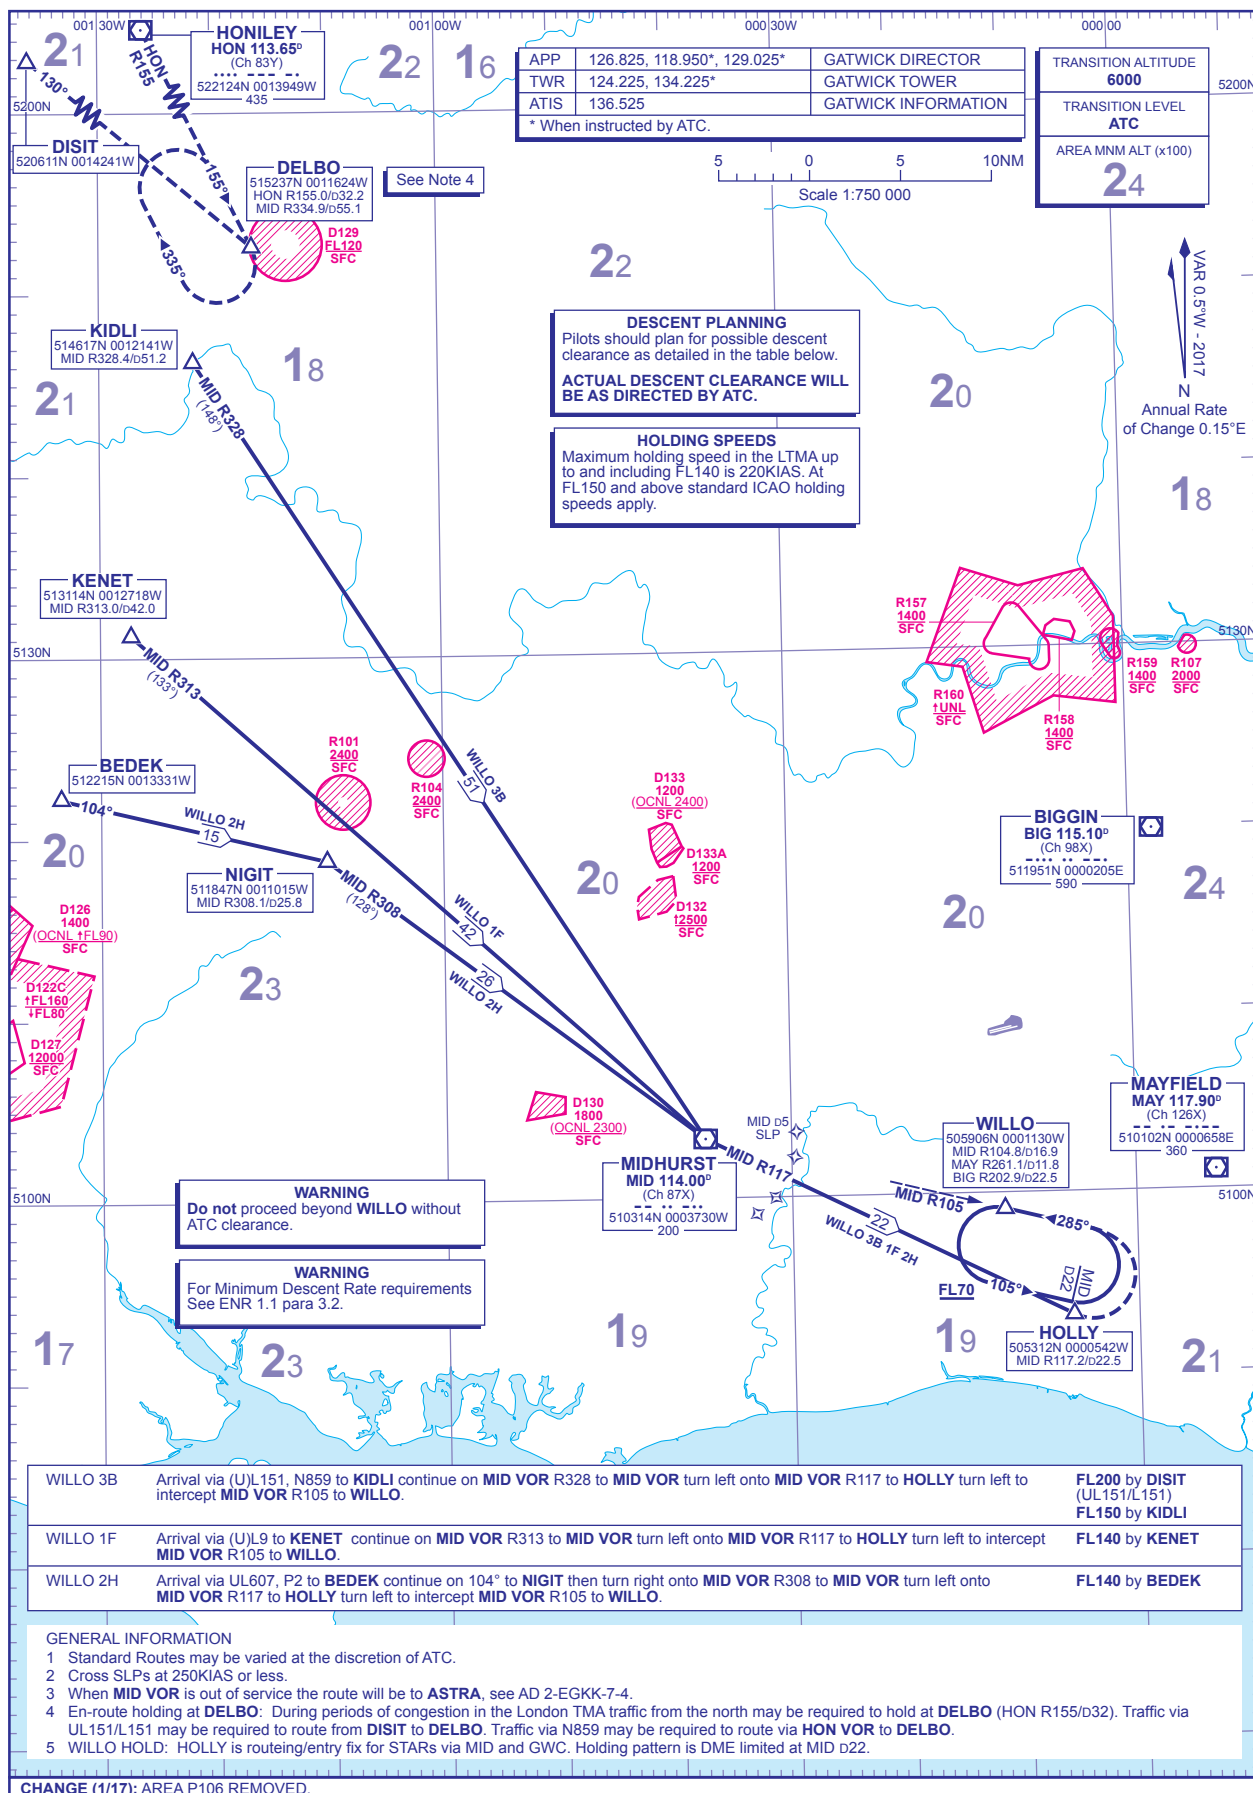 21
001 30W
HONILEY
HON 113.65ᴰ
(Ch 83Y)
•••• --- -•
522124N 0013949W
435
HON
R155
130°
5200N
DISIT
520611N 0014241W
155°
335°
DELBO
515237N 0011624W
HON R155.0/D32.2
MID R334.9/D55.1
See Note 4
D129
FL120
SFC
001 00W
22
16
000 30W
000 00
APP 126.825, 118.950*, 129.025* GATWICK DIRECTOR
TWR 124.225, 134.225* GATWICK TOWER
ATIS 136.525 GATWICK INFORMATION
* When instructed by ATC.
5 0 5 10NM
Scale 1:750 000
TRANSITION ALTITUDE
6000
TRANSITION LEVEL
ATC
AREA MNM ALT (x100)
24
5200N
22
VAR 0.5°W - 2017
N
Annual Rate
of Change 0.15°E
KIDLI
514617N 0012141W
MID R328.4/D51.2
18
21
MID R328
(148°)
DESCENT PLANNING
Pilots should plan for possible descent
clearance as detailed in the table below.
ACTUAL DESCENT CLEARANCE WILL
BE AS DIRECTED BY ATC.
20
HOLDING SPEEDS
Maximum holding speed in the LTMA up
to and including FL140 is 220KIAS. At
FL150 and above standard ICAO holding
speeds apply.
18
KENET
513114N 0012718W
MID R313.0/D42.0
5130N
MID R313
(133°)
R157
1400
SFC
5130N
R159
1400
SFC
R107
2000
SFC
R160
↑UNL
SFC
R158
1400
SFC
BEDEK
512215N 0013331W
104°
WILLO 2H
15
R101
2400
SFC
R104
2400
SFC
WILLO 3B
51
D133
1200
(OCNL 2400)
SFC
D133A
1200
SFC
D132
↑2500
SFC
BIGGIN
BIG 115.10ᴰ
(Ch 98X)
-••• •• --•
511951N 0000205E
590
20
NIGIT
511847N 0011015W
MID R308.1/D25.8
MID R308
(128°)
20
20
24
WILLO 1F
42
26
WILLO 2H
D126
1400
(OCNL ↑FL90)
SFC
23
D122C
↑FL160
↓FL80
D127
12000
SFC
D130
1800
(OCNL 2300)
SFC
MID D5
SLP
MAYFIELD
MAY 117.90ᴰ
(Ch 126X)
-- •- -•--
510102N 0000658E
360
WILLO
505906N 0001130W
MID R104.8/D16.9
MAY R261.1/D11.8
BIG R202.9/D22.5
MIDHURST
MID 114.00ᴰ
(Ch 87X)
-- •• -••
510314N 0003730W
200
MID R117
22
WILLO 3B 1F 2H
MID R105
285°
105°
MID
D22
FL70
5100N
5100N
WARNING
Do not proceed beyond WILLO without
ATC clearance.
WARNING
For Minimum Descent Rate requirements
See ENR 1.1 para 3.2.
HOLLY
505312N 0000542W
MID R117.2/D22.5
17
23
19
19
21
WILLO 3B Arrival via (U)L151, N859 to KIDLI continue on MID VOR R328 to MID VOR turn left onto MID VOR R117 to HOLLY turn left to FL200 by DISIT
intercept MID VOR R105 to WILLO. (UL151/L151)
FL150 by KIDLI
WILLO 1F Arrival via (U)L9 to KENET continue on MID VOR R313 to MID VOR turn left onto MID VOR R117 to HOLLY turn left to intercept FL140 by KENET
MID VOR R105 to WILLO.
WILLO 2H Arrival via UL607, P2 to BEDEK continue on 104° to NIGIT then turn right onto MID VOR R308 to MID VOR turn left onto FL140 by BEDEK
MID VOR R117 to HOLLY turn left to intercept MID VOR R105 to WILLO.
GENERAL INFORMATION
1 Standard Routes may be varied at the discretion of ATC.
2 Cross SLPs at 250KIAS or less.
3 When MID VOR is out of service the route will be to ASTRA, see AD 2-EGKK-7-4.
4 En-route holding at DELBO: During periods of congestion in the London TMA traffic from the north may be required to hold at DELBO (HON R155/D32). Traffic via
UL151/L151 may be required to route from DISIT to DELBO. Traffic via N859 may be required to route via HON VOR to DELBO.
5 WILLO HOLD: HOLLY is routeing/entry fix for STARs via MID and GWC. Holding pattern is DME limited at MID D22.
CHANGE (1/17): AREA P106 REMOVED.